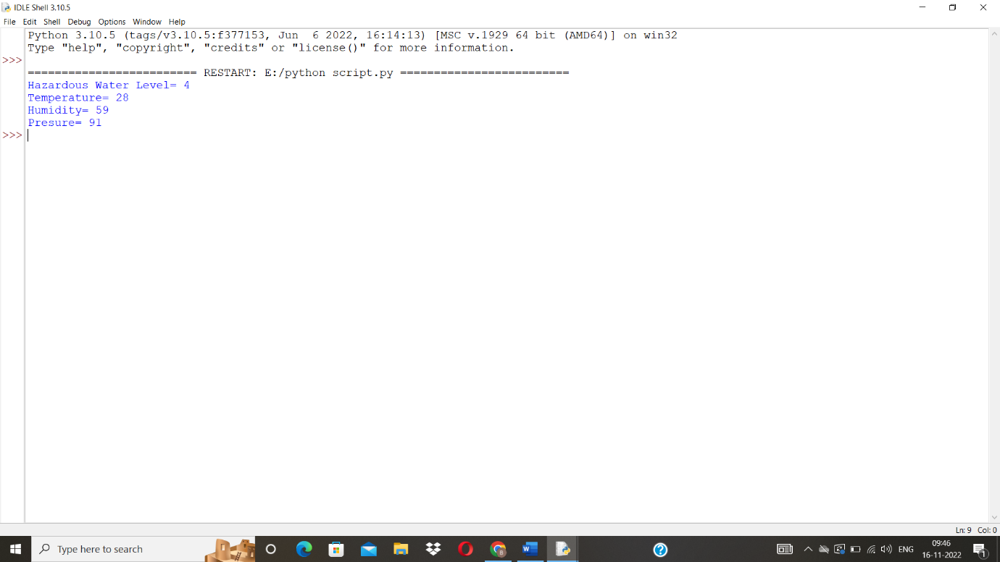 IDLE Shell 3.10.5
File Edit Shell Debug Options Window Help
Python 3.10.5 (tags/v3.10.5:f377153, Jun  6 2022, 16:14:13) [MSC v.1929 64 bit (AMD64)] on win32
Type "help", "copyright", "credits" or "license()" for more information.
>>>
========================= RESTART: E:/python script.py =========================
Hazardous Water Level= 4
Temperature= 28
Humidity= 59
Presure= 91
>>>
Ln: 9 Col: 0
Type here to search
ENG
09:46
16-11-2022
1